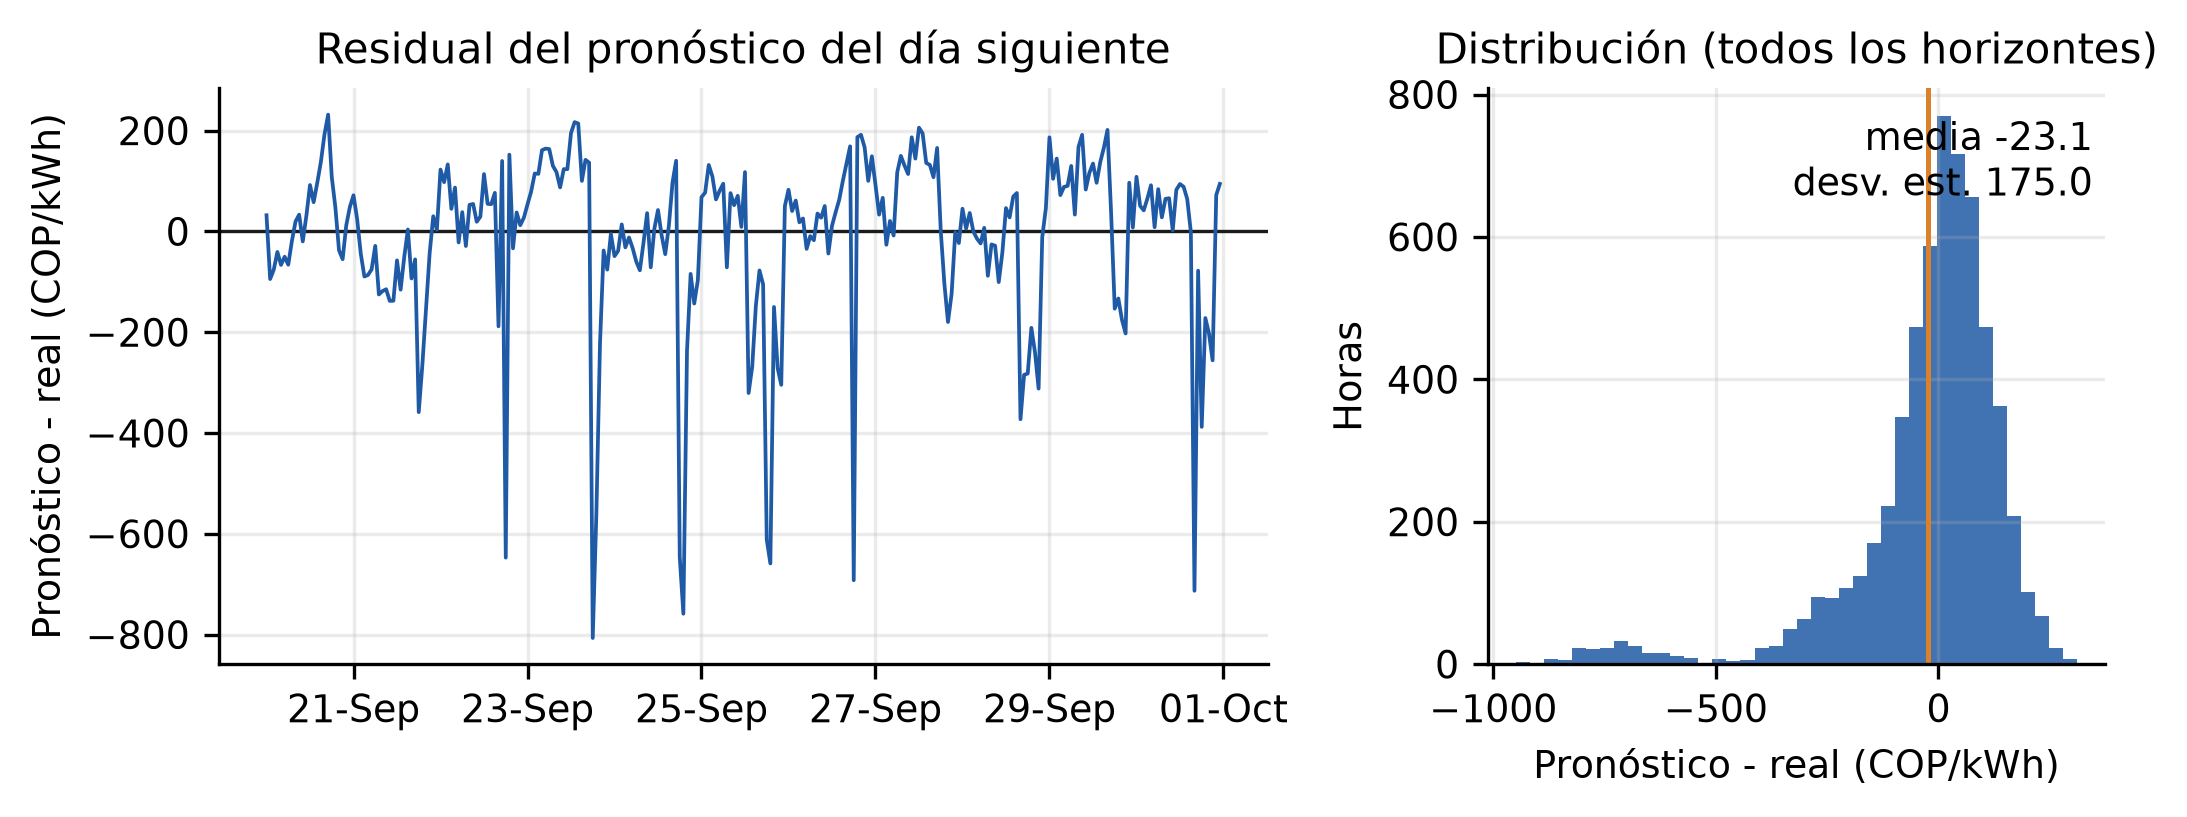 Residual del pronóstico del día siguiente
Pronóstico - real (COP/kWh)
200
0
−200
−400
−600
−800
21-Sep
23-Sep
25-Sep
27-Sep
29-Sep
01-Oct
Distribución (todos los horizontes)
media -23.1
desv. est. 175.0
Horas
800
600
400
200
0
−1000
−500
0
Pronóstico - real (COP/kWh)